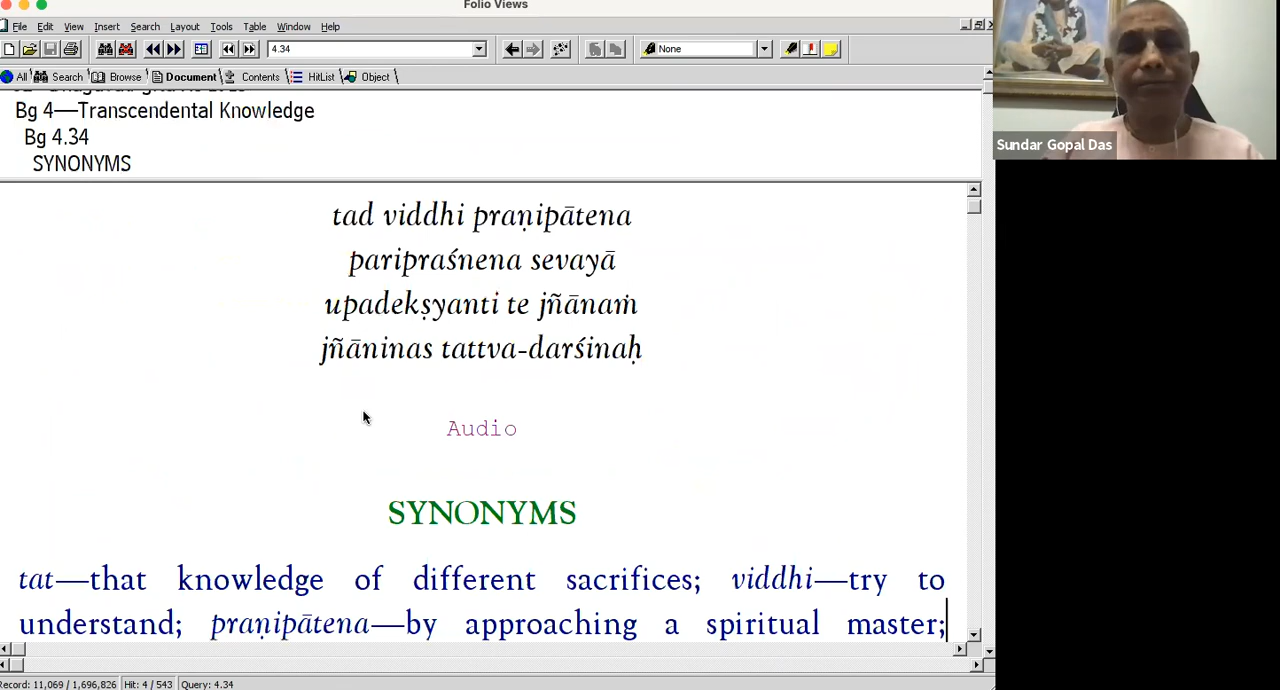 Folio Views
File Edit View Insert Search Layout Tools Table Window Help
4.34 None
All Search Browse Document Contents HitList Object
Bg 4—Transcendental Knowledge
Bg 4.34
SYNONYMS
Sundar Gopal Das
tad viddhi praṇipātena
paripraśnena sevayā
upadekṣyanti te jñānaṁ
jñāninas tattva-darśinaḥ
Audio
SYNONYMS
tat—that knowledge of different sacrifices; viddhi—try to
understand; praṇipātena—by approaching a spiritual master;
Record: 11,069 / 1,696,826 Hit: 4 / 543 Query: 4.34